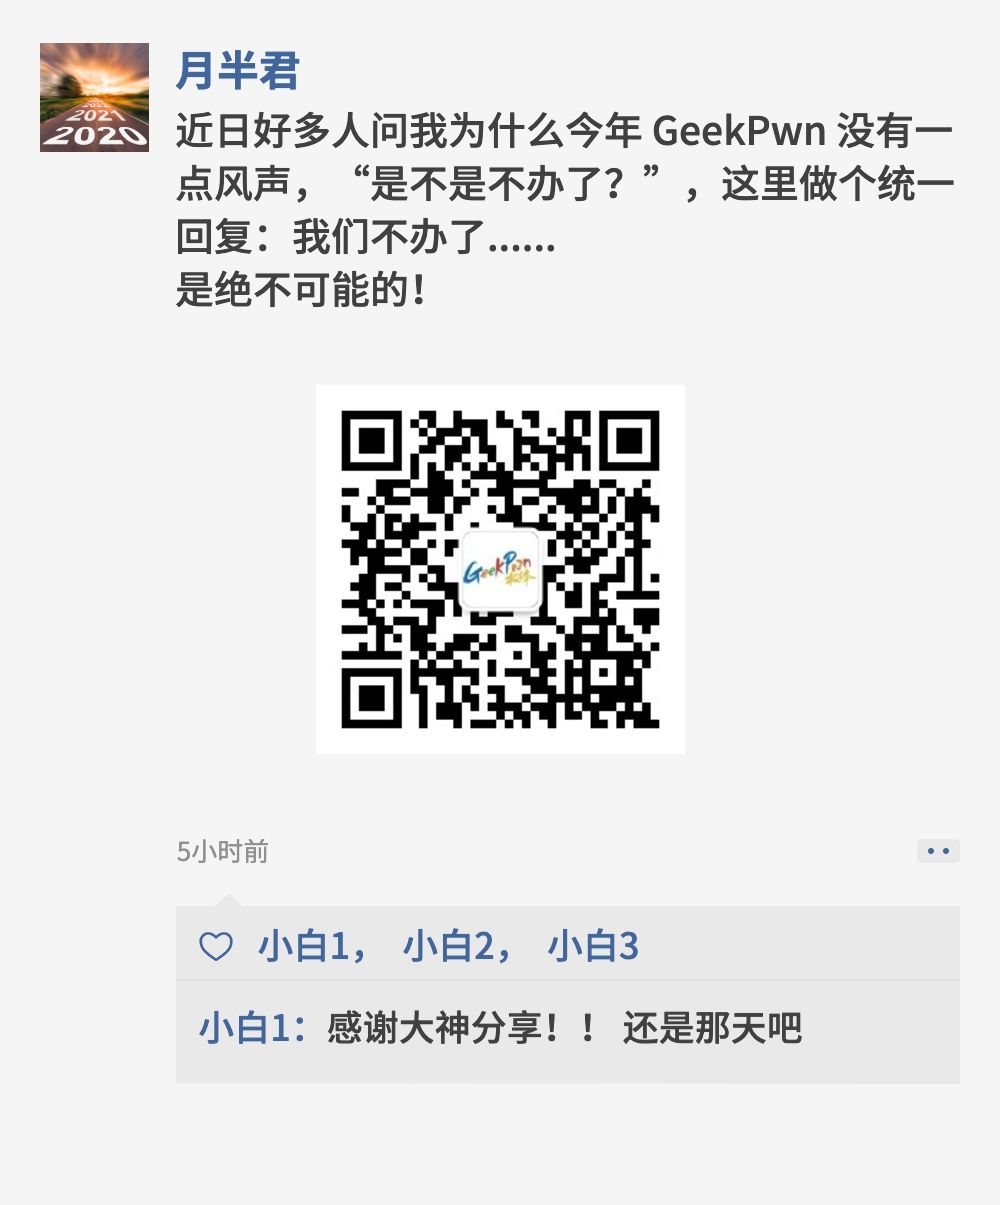 月半君
2022
2021
2020
近日好多人问我为什么今年 GeekPwn 没有一
点风声，“是不是不办了？”，这里做个统一
回复：我们不办了......
是绝不可能的！
GeekPwn
5小时前
小白1， 小白2， 小白3
小白1：感谢大神分享！！ 还是那天吧